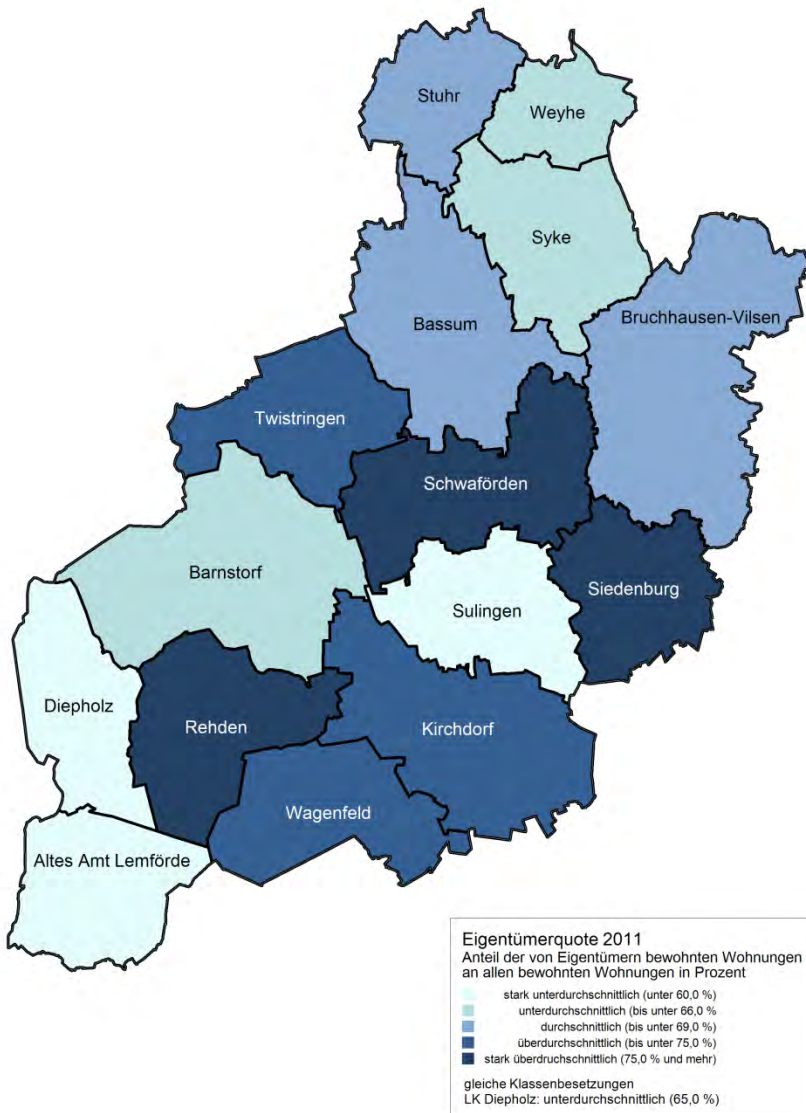 Stuhr
Weyhe
Syke
Bassum
Bruchhausen-Vilsen
Twistringen
Schwaförden
Barnstorf
Siedenburg
Sulingen
Diepholz
Rehden
Kirchdorf
Wagenfeld
Altes Amt Lemförde
Eigentümerquote 2011
Anteil der von Eigentümern bewohnten Wohnungen
an allen bewohnten Wohnungen in Prozent
stark unterdurchschnittlich (unter 60,0 %)
unterdurchschnittlich (bis unter 66,0 %
durchschnittlich (bis unter 69,0 %)
überdurchschnittlich (bis unter 75,0 %)
stark überdruchschnittlich (75,0 % und mehr)
gleiche Klassenbesetzungen
LK Diepholz: unterdurchschnittlich (65,0 %)